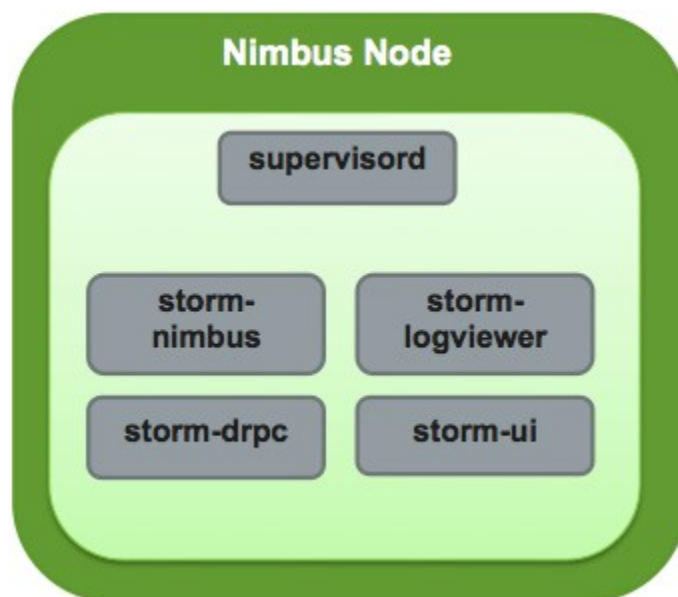 Nimbus Node
supervisord
storm-
nimbus
storm-
logviewer
storm-drpc
storm-ui